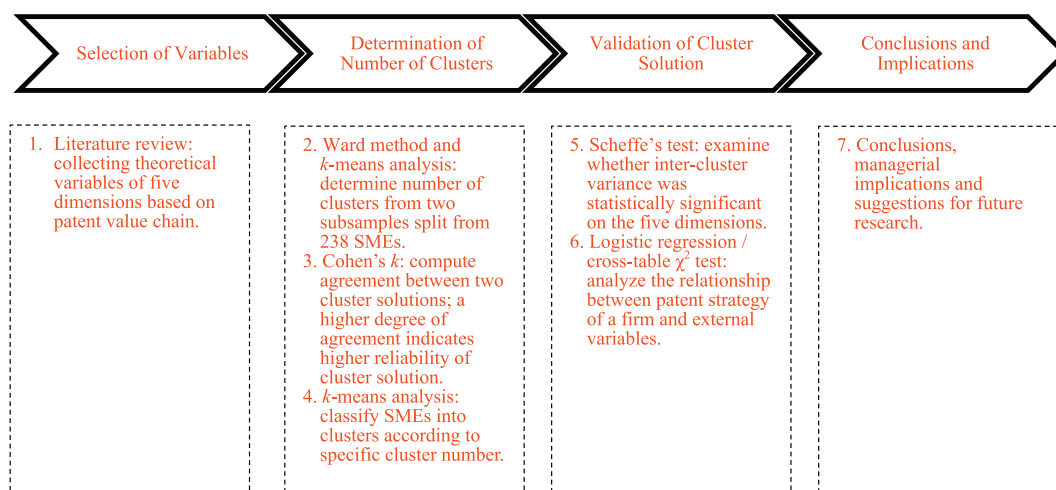 Selection of Variables
Determination of
Number of Clusters
Validation of Cluster
Solution
Conclusions and
Implications
1. Literature review:
collecting theoretical
variables of five
dimensions based on
patent value chain.
2. Ward method and
k-means analysis:
determine number of
clusters from two
subsamples split from
238 SMEs.
3. Cohen's k: compute
agreement between two
cluster solutions; a
higher degree of
agreement indicates
higher reliability of
cluster solution.
4. k-means analysis:
classify SMEs into
clusters according to
specific cluster number.
5. Scheffe's test: examine
whether inter-cluster
variance was
statistically significant
on the five dimensions.
6. Logistic regression /
cross-table χ² test:
analyze the relationship
between patent strategy
of a firm and external
variables.
7. Conclusions,
managerial
implications and
suggestions for future
research.